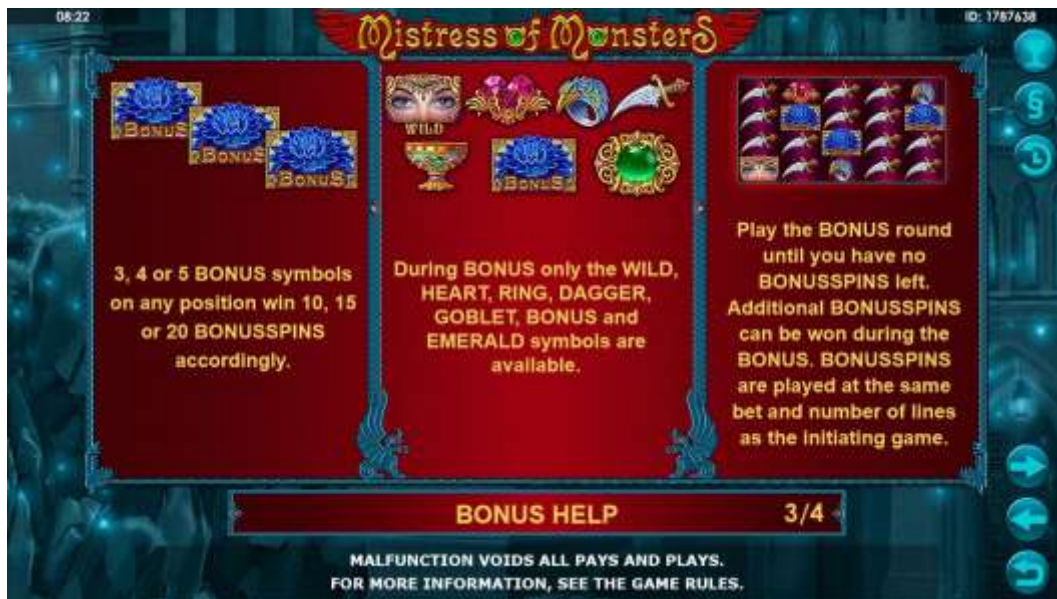 08:22
ID: 1787638
Mistress of Monsters
BONUS
BONUS
BONUS
3, 4 or 5 BONUS symbols
on any position win 10, 15
or 20 BONUSSPINS
accordingly.
WILD
BONUS
During BONUS only the WILD,
HEART, RING, DAGGER,
GOBLET, BONUS and
EMERALD symbols are
available.
Play the BONUS round
until you have no
BONUSSPINS left.
Additional BONUSSPINS
can be won during the
BONUS. BONUSSPINS
are played at the same
bet and number of lines
as the initiating game.
BONUS HELP
3/4
MALFUNCTION VOIDS ALL PAYS AND PLAYS.
FOR MORE INFORMATION, SEE THE GAME RULES.